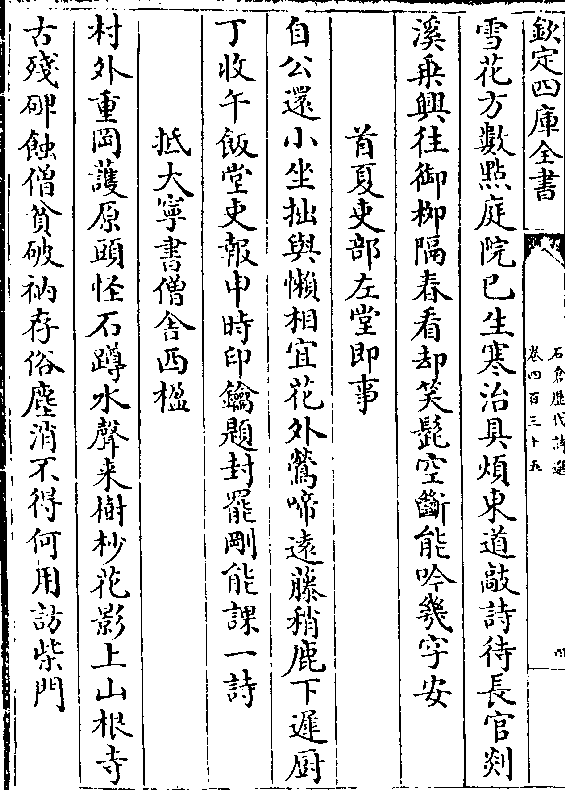 欽定四庫全書
石倉歷代詩選
卷四百三十五
雪花方數點庭院已生寒治具煩東道敲詩待長官剡
溪乗興往御柳隔春看却笑髭空斷能吟幾字安
首夏吏部左堂即事
自公還小坐拙與懶相宜花外鶯啼遠藤稍鹿下遲厨
丁收午飯堂吏報申時印鑰題封罷剛能課一詩
抵大寧書僧舍西楹
村外重岡護原頭怪石蹲水聲来樹杪花影上山根寺
古殘碑蝕僧貧破衲存俗塵消不得何用訪柴門